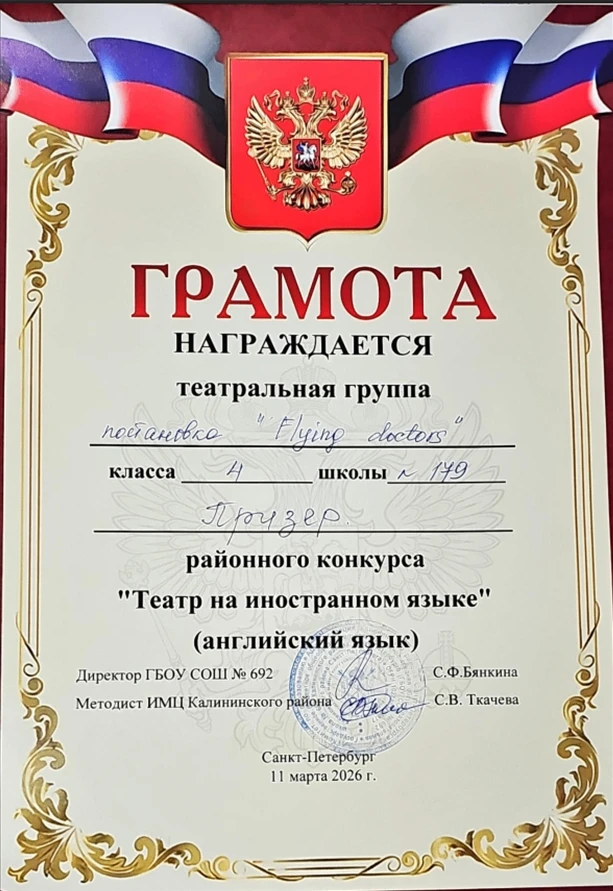 ГРАМОТА
НАГРАЖДАЕТСЯ
театральная группа
постановка "Flying doctors"
класса 4 школы № 179
Призер.
районного конкурса
"Театр на иностранном языке"
(английский язык)
Директор ГБОУ СОШ № 692 С.Ф.Бянкина
Методист ИМЦ Калининского района С.В. Ткачева
Санкт-Петербург
11 марта 2026 г.